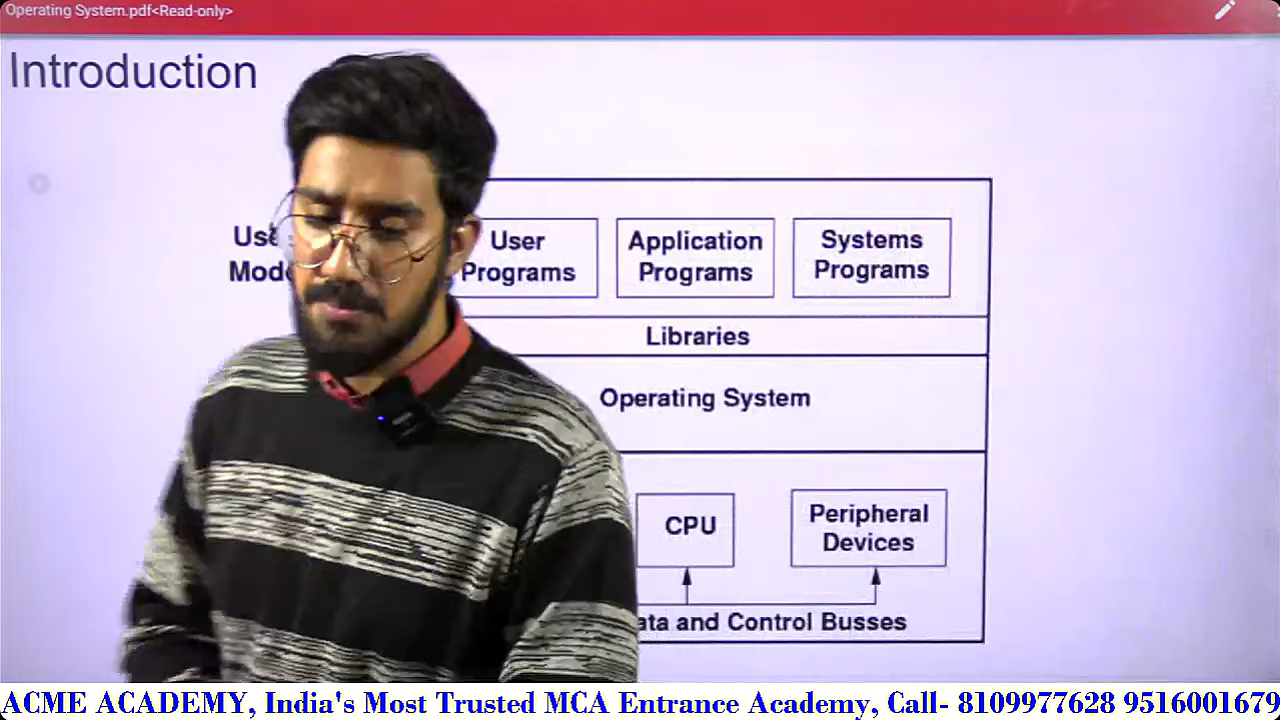 Operating System.pdf<Read-only>
Introduction
User Programs
Application Programs
Systems Programs
Libraries
Operating System
CPU
Peripheral Devices
and Control Busses
ACME ACADEMY, India's Most Trusted MCA Entrance Academy, Call- 8109977628 9516001679